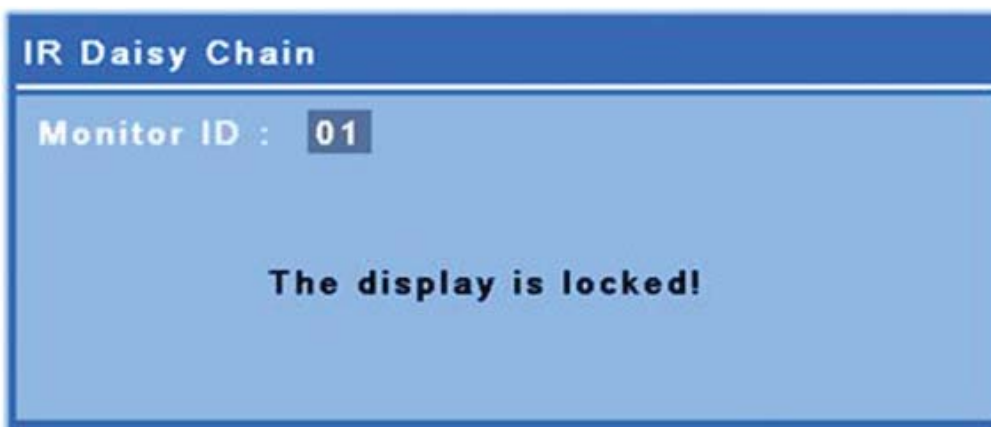 IR Daisy Chain
Monitor ID : 01
The display is locked!